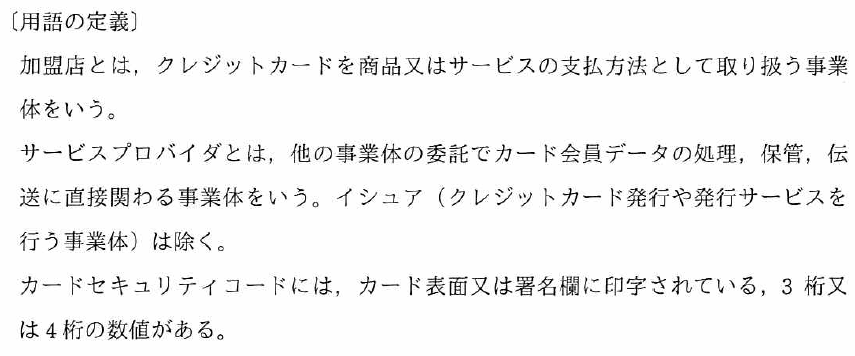 〔用語の定義〕
加盟店とは，クレジットカードを商品又はサービスの支払方法として取り扱う事業
体をいう。
サービスプロバイダとは，他の事業体の委託でカード会員データの処理，保管，伝
送に直接関わる事業体をいう。イシュア（クレジットカード発行や発行サービスを
行う事業体）は除く。
カードセキュリティコードには，カード表面又は署名欄に印字されている，3 桁又
は 4 桁の数値がある。